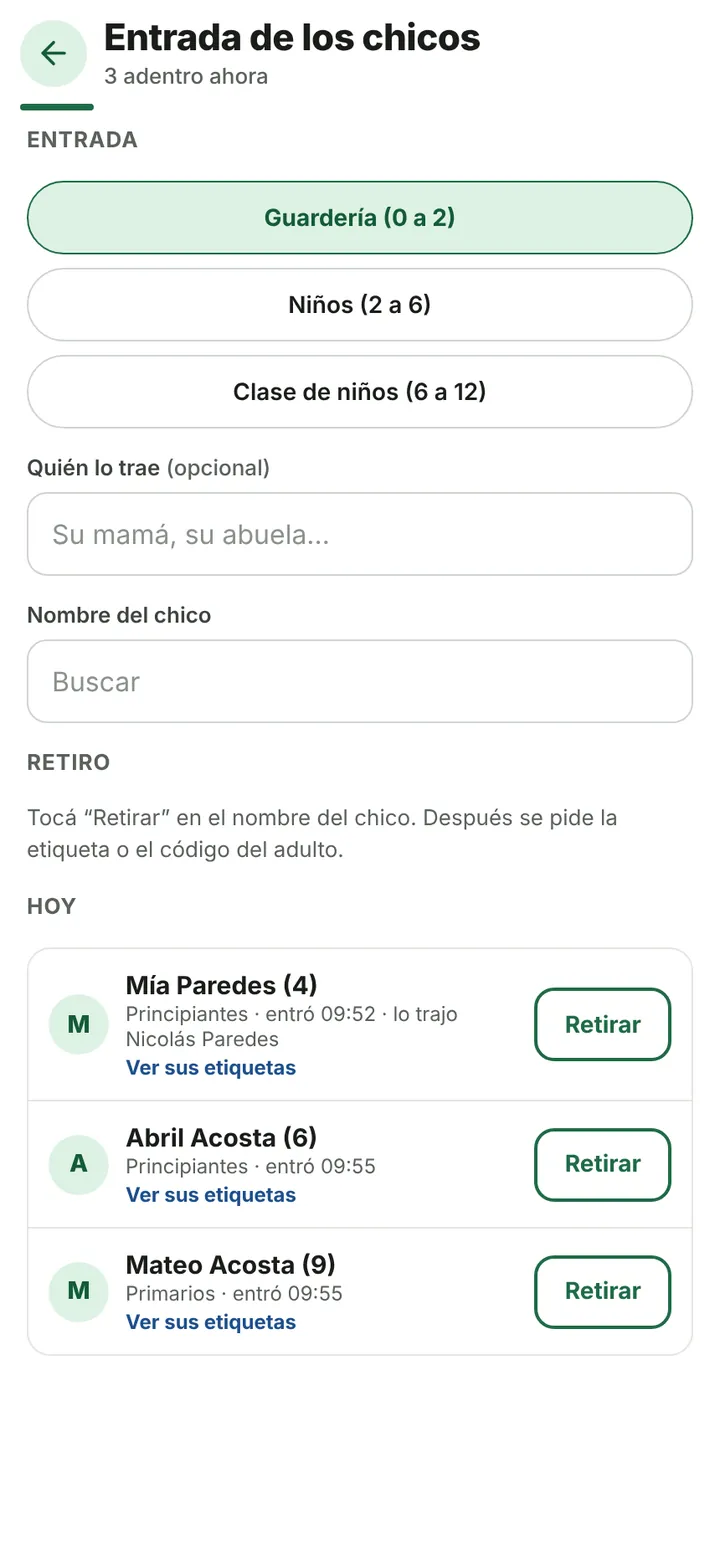 Entrada de los chicos
3 adentro ahora
ENTRADA
Guardería (0 a 2)
Niños (2 a 6)
Clase de niños (6 a 12)
Quién lo trae (opcional)
Su mamá, su abuela...
Nombre del chico
Buscar
RETIRO
Tocá “Retirar” en el nombre del chico. Después se pide la
etiqueta o el código del adulto.
HOY
M
Mía Paredes (4)
Principiantes · entró 09:52 · lo trajo
Nicolás Paredes
Ver sus etiquetas
Retirar
A
Abril Acosta (6)
Principiantes · entró 09:55
Ver sus etiquetas
Retirar
M
Mateo Acosta (9)
Primarios · entró 09:55
Ver sus etiquetas
Retirar